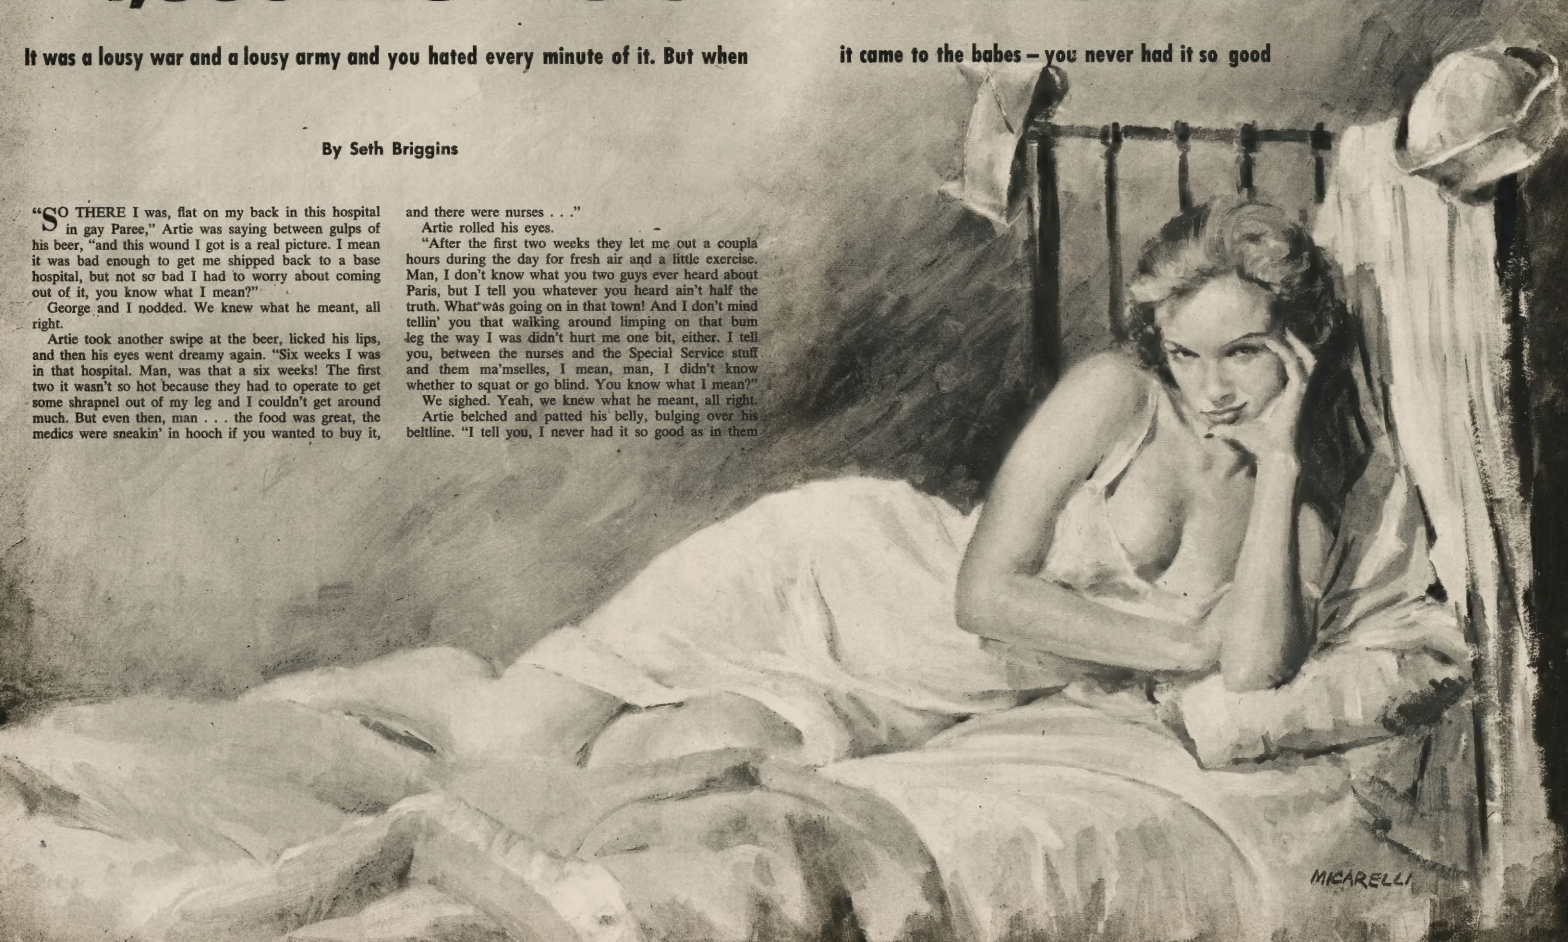 It was a lousy war and a lousy army and you hated every minute of it. But when it came to the babes – you never had it so good
By Seth Briggins
“SO THERE I was, flat on my back in this hospital
in gay Paree,” Artie was saying between gulps of
his beer, “and this wound I got is a real picture. I mean
it was bad enough to get me shipped back to a base
hospital, but not so bad I had to worry about coming
out of it, you know what I mean?”
George and I nodded. We knew what he meant, all
right.
Artie took another swipe at the beer, licked his lips,
and then his eyes went dreamy again. “Six weeks I was
in that hospital. Man, was that a six weeks! The first
two it wasn’t so hot because they had to operate to get
some shrapnel out of my leg and I couldn’t get around
much. But even then, man . . . the food was great, the
medics were sneakin’ in hooch if you wanted to buy it,
and there were nurses . . .”
Artie rolled his eyes.
“After the first two weeks they let me out a coupla
hours during the day for fresh air and a little exercise.
Man, I don’t know what you two guys ever heard about
Paris, but I tell you whatever you heard ain’t half the
truth. What was going on in that town! And I don’t mind
tellin’ you that walking around limping on that bum
leg the way I was didn’t hurt me one bit, either. I tell
you, between the nurses and the Special Service stuff
and them ma’mselles, I mean, man, I didn’t know
whether to squat or go blind. You know what I mean?”
We sighed. Yeah, we knew what he meant, all right.
Artie belched and patted his belly, bulging over his
beltline. “I tell you, I never had it so good as in them
MICARELLI